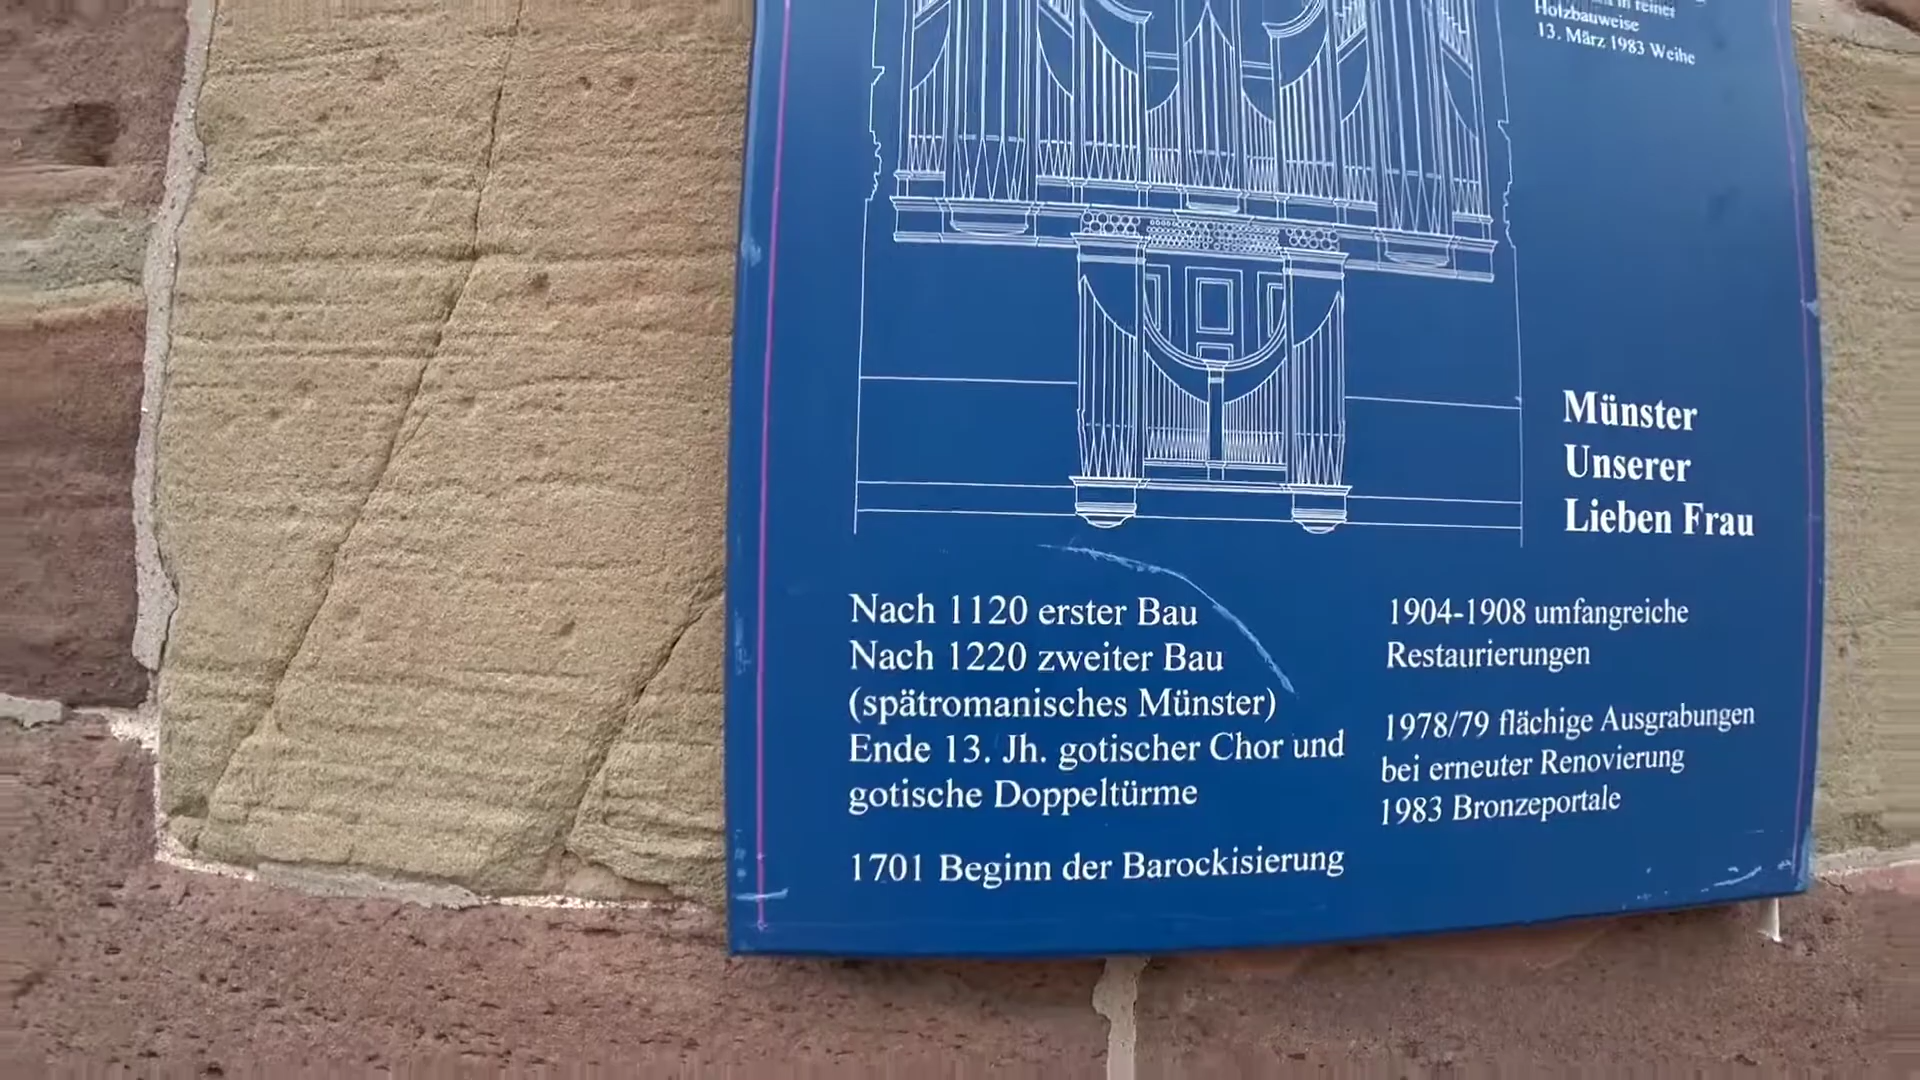 in reiner
Holzbauweise
13. März 1983 Weihe
Münster
Unserer
Lieben Frau
Nach 1120 erster Bau
Nach 1220 zweiter Bau
(spätromanisches Münster)
Ende 13. Jh. gotischer Chor und
gotische Doppeltürme
1701 Beginn der Barockisierung
1904-1908 umfangreiche
Restaurierungen
1978/79 flächige Ausgrabungen
bei erneuter Renovierung
1983 Bronzeportale